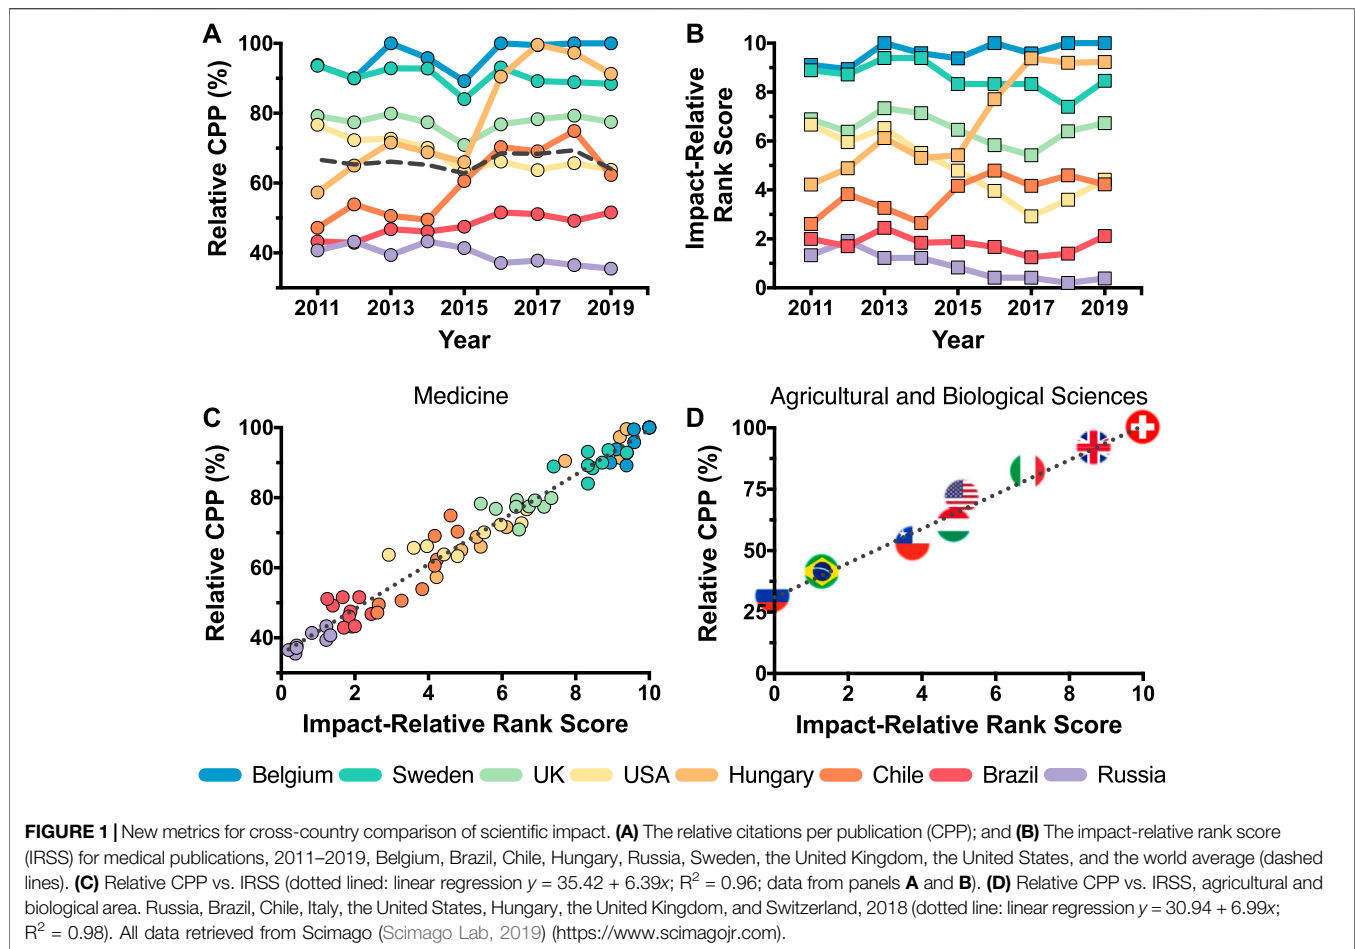 A
Relative CPP (%)
100
80
60
40
2011 2013 2015 2017 2019
Year
B
Impact-Relative
Rank Score
10
8
6
4
2
0
2011 2013 2015 2017 2019
Year
C
Medicine
Relative CPP (%)
100
80
60
40
0 2 4 6 8 10
Impact-Relative Rank Score
D
Agricultural and Biological Sciences
Relative CPP (%)
100
75
50
25
0
0 2 4 6 8 10
Impact-Relative Rank Score
Belgium Sweden UK USA Hungary Chile Brazil Russia
FIGURE 1 | New metrics for cross-country comparison of scientific impact. (A) The relative citations per publication (CPP); and (B) The impact-relative rank score
(IRSS) for medical publications, 2011–2019, Belgium, Brazil, Chile, Hungary, Russia, Sweden, the United Kingdom, the United States, and the world average (dashed
lines). (C) Relative CPP vs. IRSS (dotted lined: linear regression y = 35.42 + 6.39x; R² = 0.96; data from panels A and B). (D) Relative CPP vs. IRSS, agricultural and
biological area. Russia, Brazil, Chile, Italy, the United States, Hungary, the United Kingdom, and Switzerland, 2018 (dotted line: linear regression y = 30.94 + 6.99x;
R² = 0.98). All data retrieved from Scimago (Scimago Lab, 2019) (https://www.scimagojr.com).